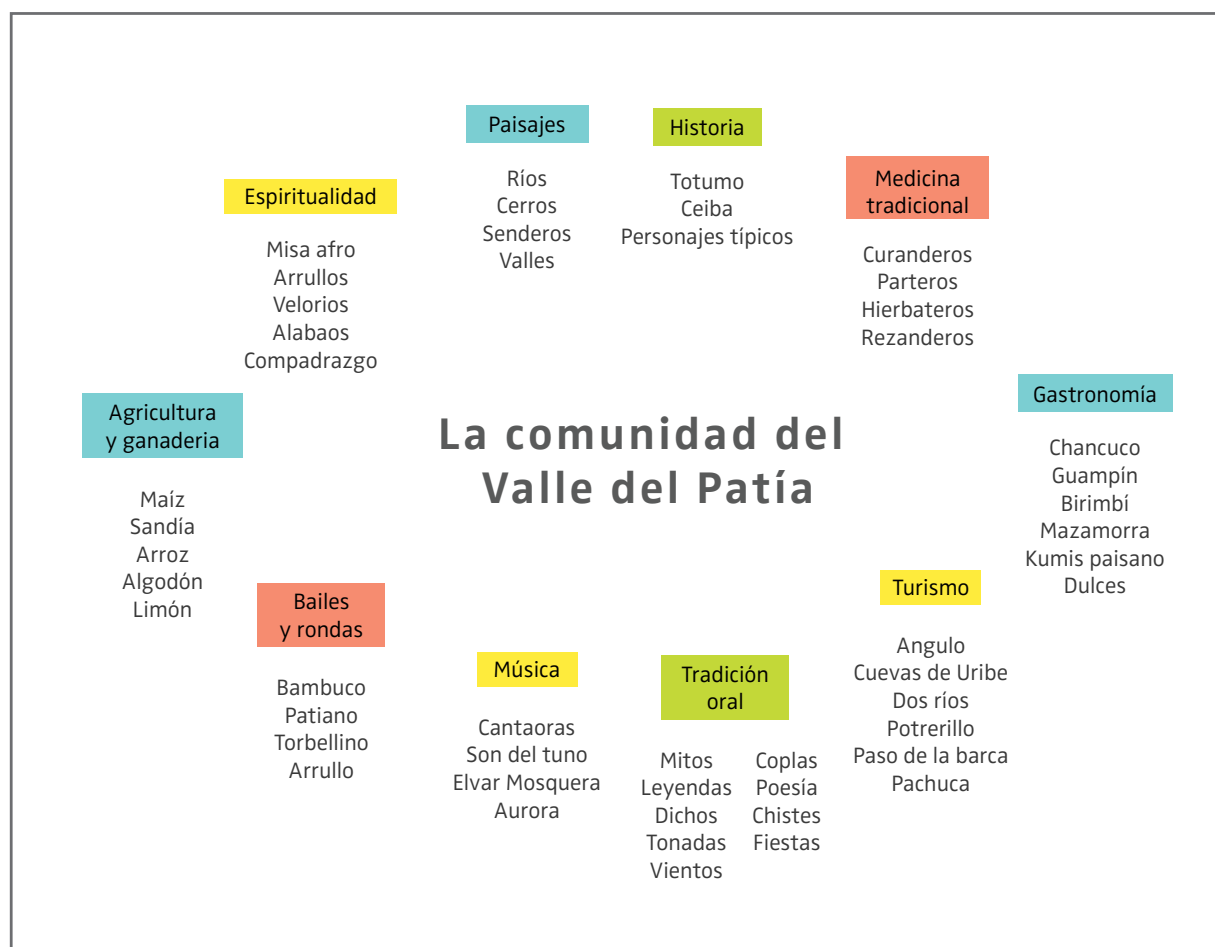 Paisajes
Ríos
Cerros
Senderos
Valles
Historia
Totumo
Ceiba
Personajes típicos
Medicina
tradicional
Curanderos
Parteros
Hierbateros
Rezanderos
Espiritualidad
Misa afro
Arrullos
Velorios
Alabaos
Compadrazgo
Gastronomía
Chancuco
Guampín
Birimbí
Mazamorra
Kumis paisano
Dulces
Agricultura
y ganaderia
Maíz
Sandía
Arroz
Algodón
Limón
La comunidad del
Valle del Patía
Bailes
y rondas
Bambuco
Patiano
Torbellino
Arrullo
Música
Cantaoras
Son del tuno
Elvar Mosquera
Aurora
Tradición
oral
Mitos
Leyendas
Dichos
Tonadas
Vientos
Coplas
Poesía
Chistes
Fiestas
Turismo
Angulo
Cuevas de Uribe
Dos ríos
Potrerillo
Paso de la barca
Pachuca